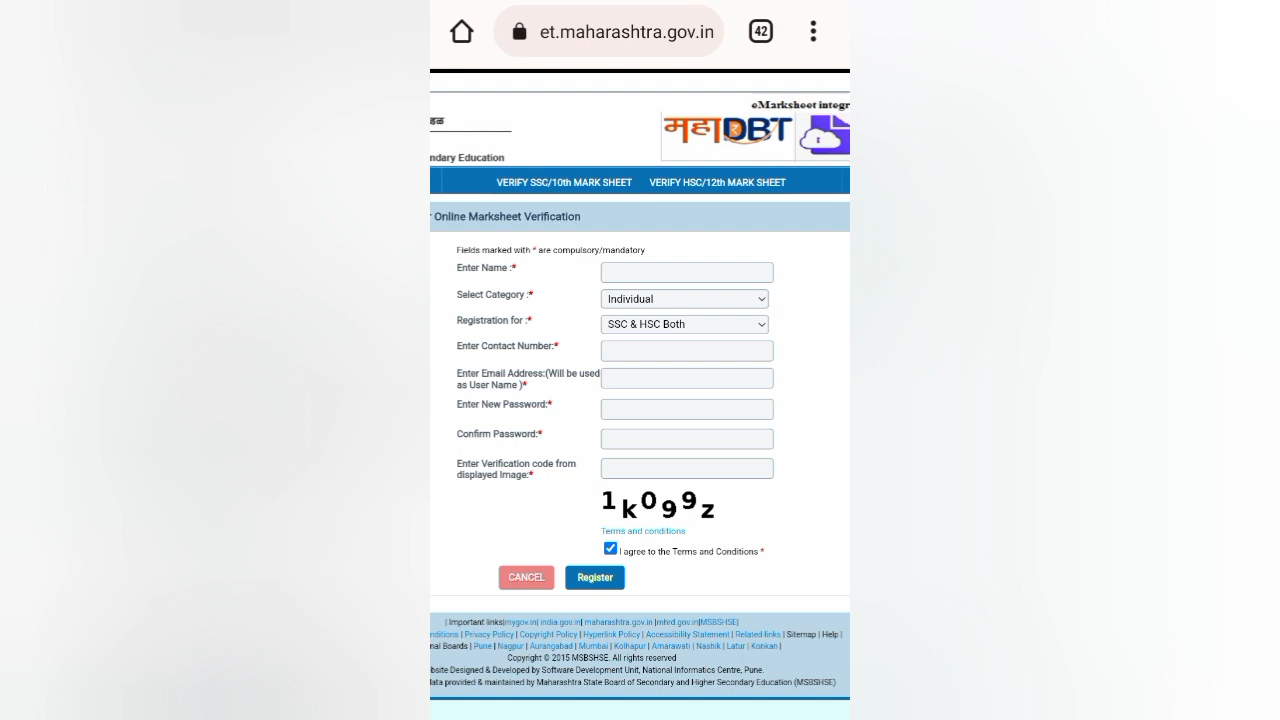 et.maharashtra.gov.in 42
eMarksheet integr
डळ
महाDBT
ndary Education
VERIFY SSC/10th MARK SHEET VERIFY HSC/12th MARK SHEET
Online Marksheet Verification
Fields marked with * are compulsory/mandatory
Enter Name :*
Select Category :* Individual
Registration for :* SSC & HSC Both
Enter Contact Number:*
Enter Email Address:(Will be used
as User Name )*
Enter New Password:*
Confirm Password:*
Enter Verification code from
displayed Image:*
1k099z
Terms and conditions
I agree to the Terms and Conditions *
CANCEL Register
| Important links|mygov.in| india.gov.in| maharashtra.gov.in |mhrd.gov.in|MSBSHSE|
nditions | Privacy Policy | Copyright Policy | Hyperlink Policy | Accessibility Statement | Related links | Sitemap | Help |
nal Boards | Pune | Nagpur | Aurangabad | Mumbai | Kolhapur | Amarawati | Nashik | Latur | Konkan |
Copyright © 2015 MSBSHSE. All rights reserved
bsite Designed & Developed by Software Development Unit, National Informatics Centre, Pune.
data provided & maintained by Maharashtra State Board of Secondary and Higher Secondary Education (MSBSHSE)